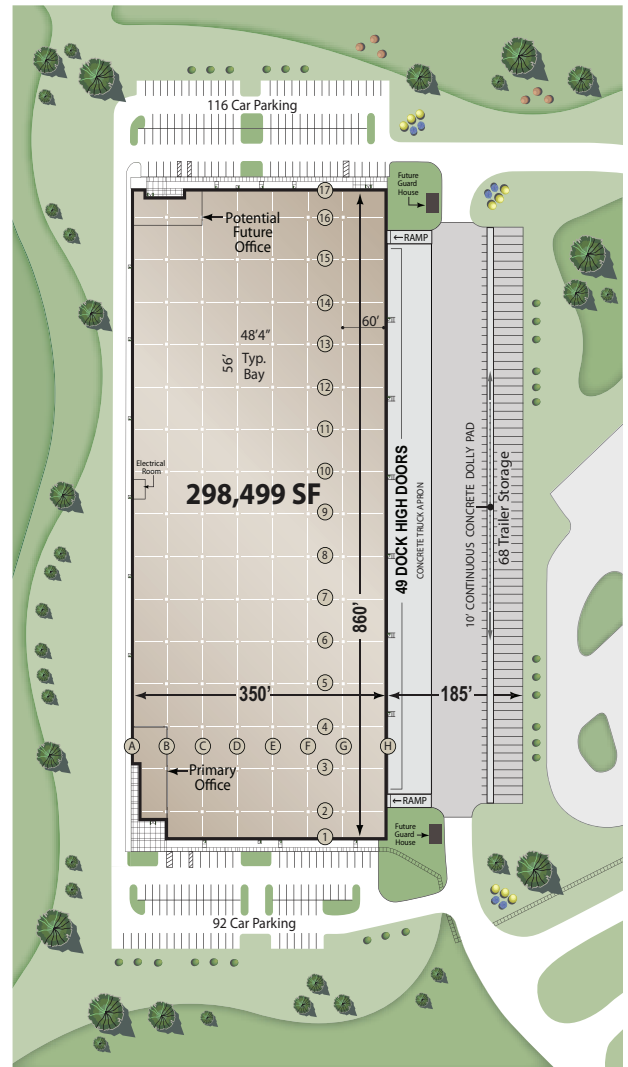 116 Car Parking
Future
Guard
House
17
Potential
Future
Office
16
←RAMP
15
14
60'
13
48'4"
56'
Typ.
Bay
12
11
10
Electrical
Room
298,499 SF
9
8
7
6
5
860'
49 DOCK HIGH DOORS
CONCRETE TRUCK APRON
10' CONTINUOUS CONCRETE DOLLY PAD
68 Trailer Storage
350'
185'
4
A
B
C
D
E
F
G
H
3
Primary
Office
2
←RAMP
1
Future
Guard
House
92 Car Parking